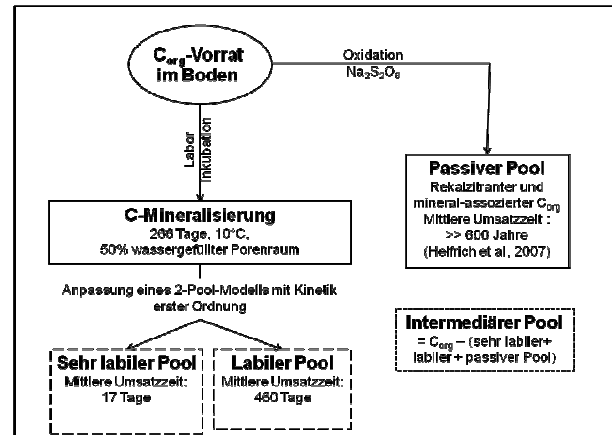 C_org-Vorrat
im Boden
Oxidation
Na₂S₂O₈
Labor
Inkubation
Passiver Pool
Rekalzitranter und
mineral-assoziierter C_org
Mittlere Umsatzzeit :
>> 600 Jahre
(Helfrich et al, 2007)
C-Mineralisierung
266 Tage, 10°C,
50% wassergefüllter Porenraum
Anpassung eines 2-Pool-Modells mit Kinetik
erster Ordnung
Sehr labiler Pool
Mittlere Umsatzzeit:
17 Tage
Labiler Pool
Mittlere Umsatzzeit:
460 Tage
Intermediärer Pool
= C_org – (sehr labiler+
labiler + passiver Pool)